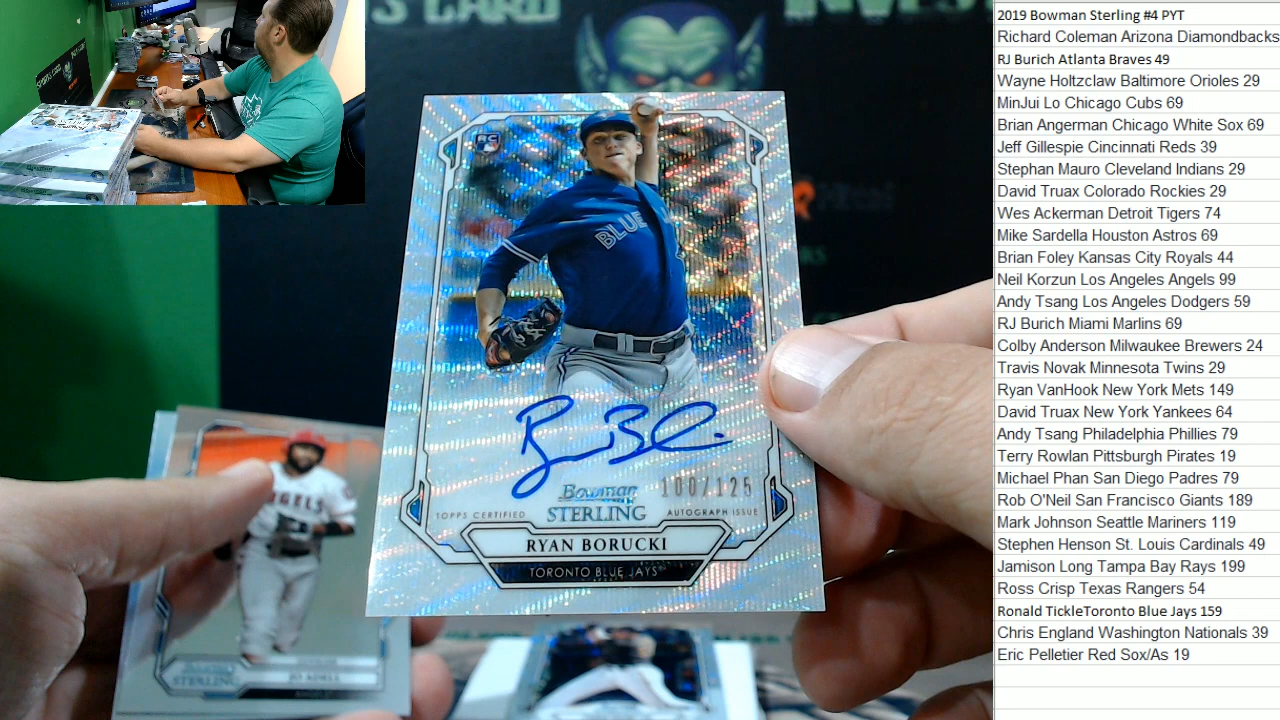 BLUE
RC
100/125
Bowman
STERLING
TOPPS CERTIFIED AUTOGRAPH ISSUE
RYAN BORUCKI
TORONTO BLUE JAYS
ANGELS
BOWMAN
STERLING
JO ADELL
ANGELS
2019 Bowman Sterling #4 PYT
Richard Coleman Arizona Diamondbacks
RJ Burich Atlanta Braves 49
Wayne Holtzclaw Baltimore Orioles 29
MinJui Lo Chicago Cubs 69
Brian Angerman Chicago White Sox 69
Jeff Gillespie Cincinnati Reds 39
Stephan Mauro Cleveland Indians 29
David Truax Colorado Rockies 29
Wes Ackerman Detroit Tigers 74
Mike Sardella Houston Astros 69
Brian Foley Kansas City Royals 44
Neil Korzun Los Angeles Angels 99
Andy Tsang Los Angeles Dodgers 59
RJ Burich Miami Marlins 69
Colby Anderson Milwaukee Brewers 24
Travis Novak Minnesota Twins 29
Ryan VanHook New York Mets 149
David Truax New York Yankees 64
Andy Tsang Philadelphia Phillies 79
Terry Rowlan Pittsburgh Pirates 19
Michael Phan San Diego Padres 79
Rob O'Neil San Francisco Giants 189
Mark Johnson Seattle Mariners 119
Stephen Henson St. Louis Cardinals 49
Jamison Long Tampa Bay Rays 199
Ross Crisp Texas Rangers 54
Ronald TickleToronto Blue Jays 159
Chris England Washington Nationals 39
Eric Pelletier Red Sox/As 19